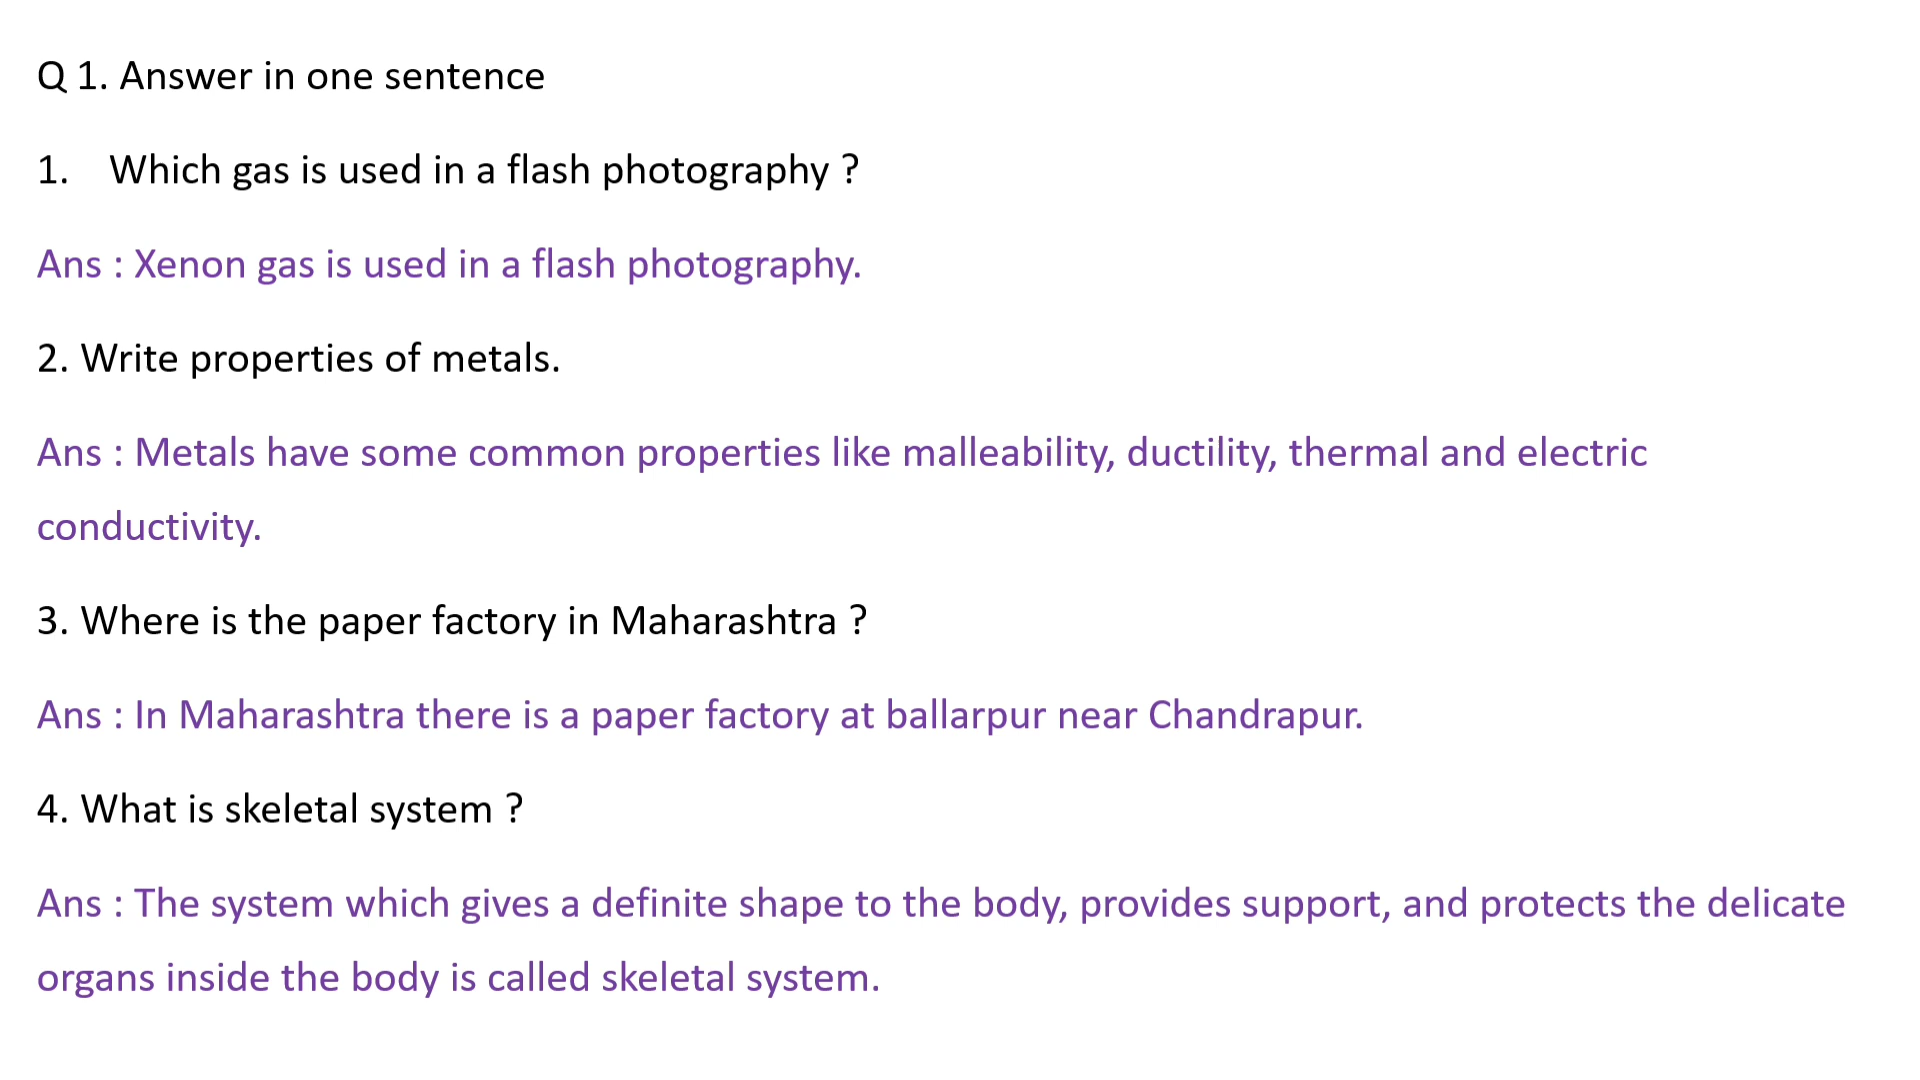 Q 1. Answer in one sentence
1. Which gas is used in a flash photography ?
Ans : Xenon gas is used in a flash photography.
2. Write properties of metals.
Ans : Metals have some common properties like malleability, ductility, thermal and electric
conductivity.
3. Where is the paper factory in Maharashtra ?
Ans : In Maharashtra there is a paper factory at ballarpur near Chandrapur.
4. What is skeletal system ?
Ans : The system which gives a definite shape to the body, provides support, and protects the delicate
organs inside the body is called skeletal system.